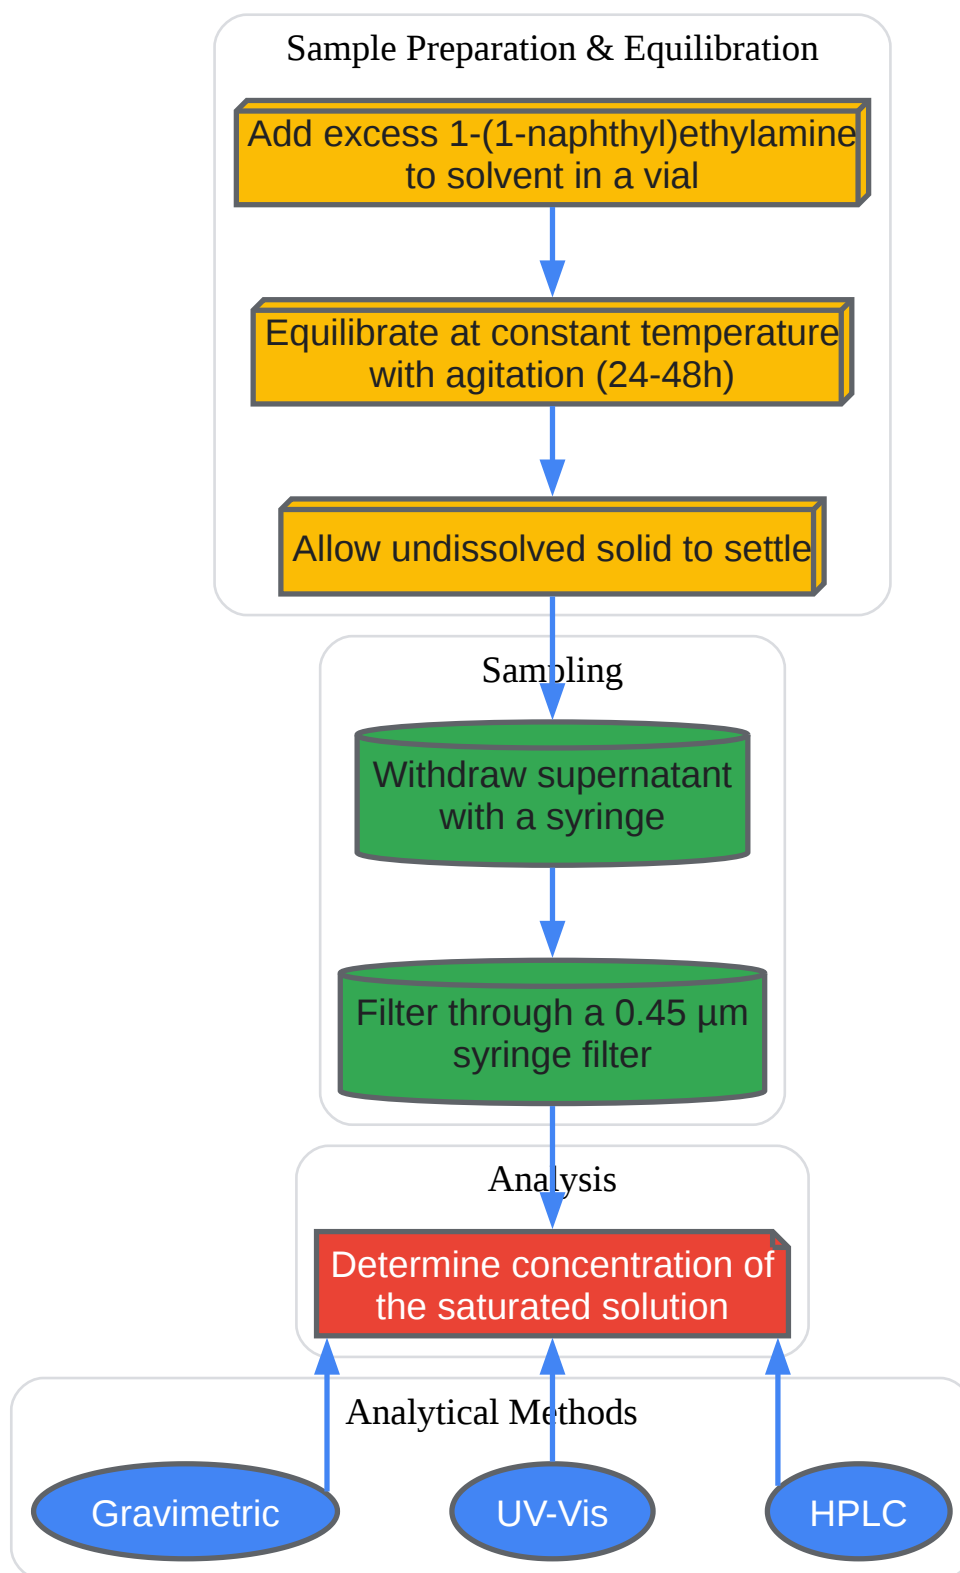 Sample Preparation & Equilibration
Add excess 1-(1-naphthyl)ethylamine
to solvent in a vial
Equilibrate at constant temperature
with agitation (24-48h)
Allow undissolved solid to settle
Sampling
Withdraw supernatant
with a syringe
Filter through a 0.45 µm
syringe filter
Analysis
Determine concentration of
the saturated solution
Analytical Methods
Gravimetric
UV-Vis
HPLC